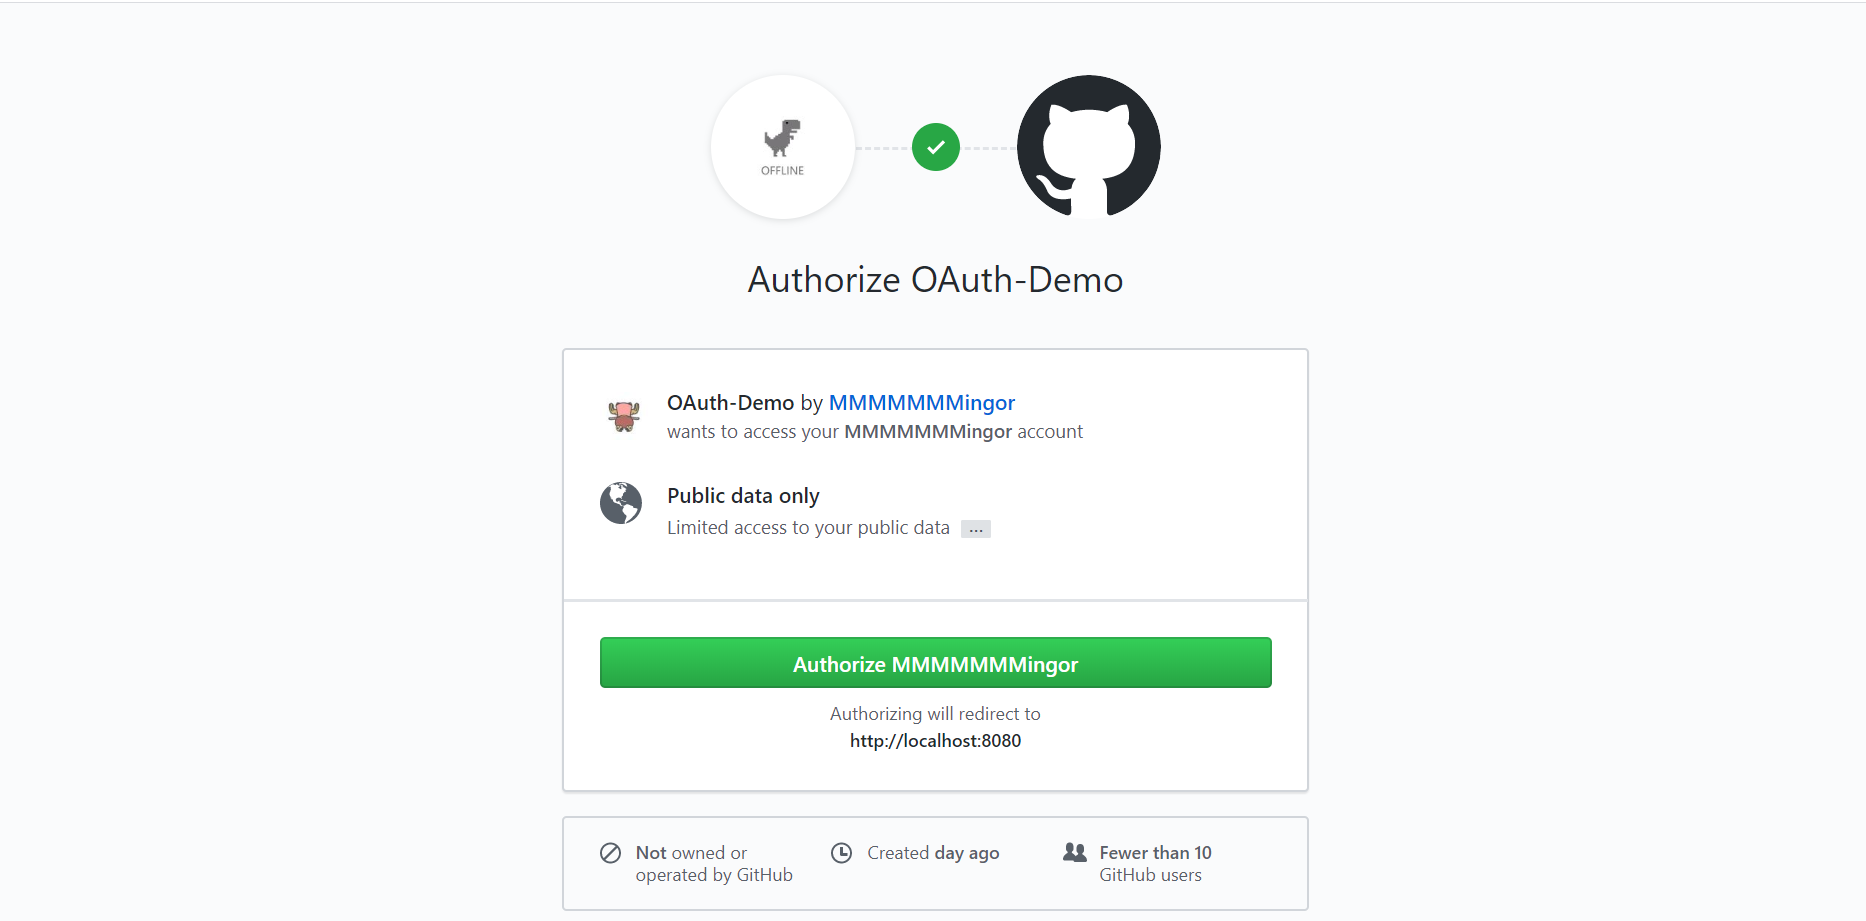 OFFLINE
Authorize OAuth-Demo
OAuth-Demo by MMMMMMMingor
wants to access your MMMMMMMingor account
Public data only
Limited access to your public data ...
Authorize MMMMMMMingor
Authorizing will redirect to
http://localhost:8080
Not owned or
operated by GitHub
Created day ago
Fewer than 10
GitHub users